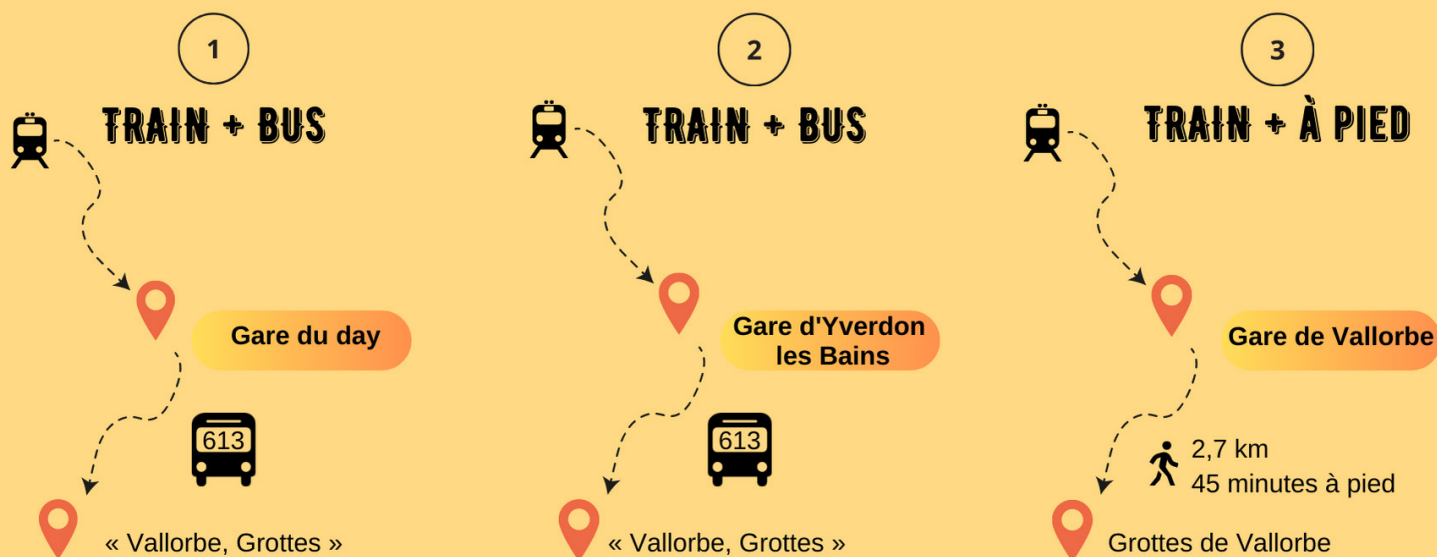 1
TRAIN + BUS
Gare du day
613
« Vallorbe, Grottes »
2
TRAIN + BUS
Gare d'Yverdon
les Bains
613
« Vallorbe, Grottes »
3
TRAIN + À PIED
Gare de Vallorbe
2,7 km
45 minutes à pied
Grottes de Vallorbe